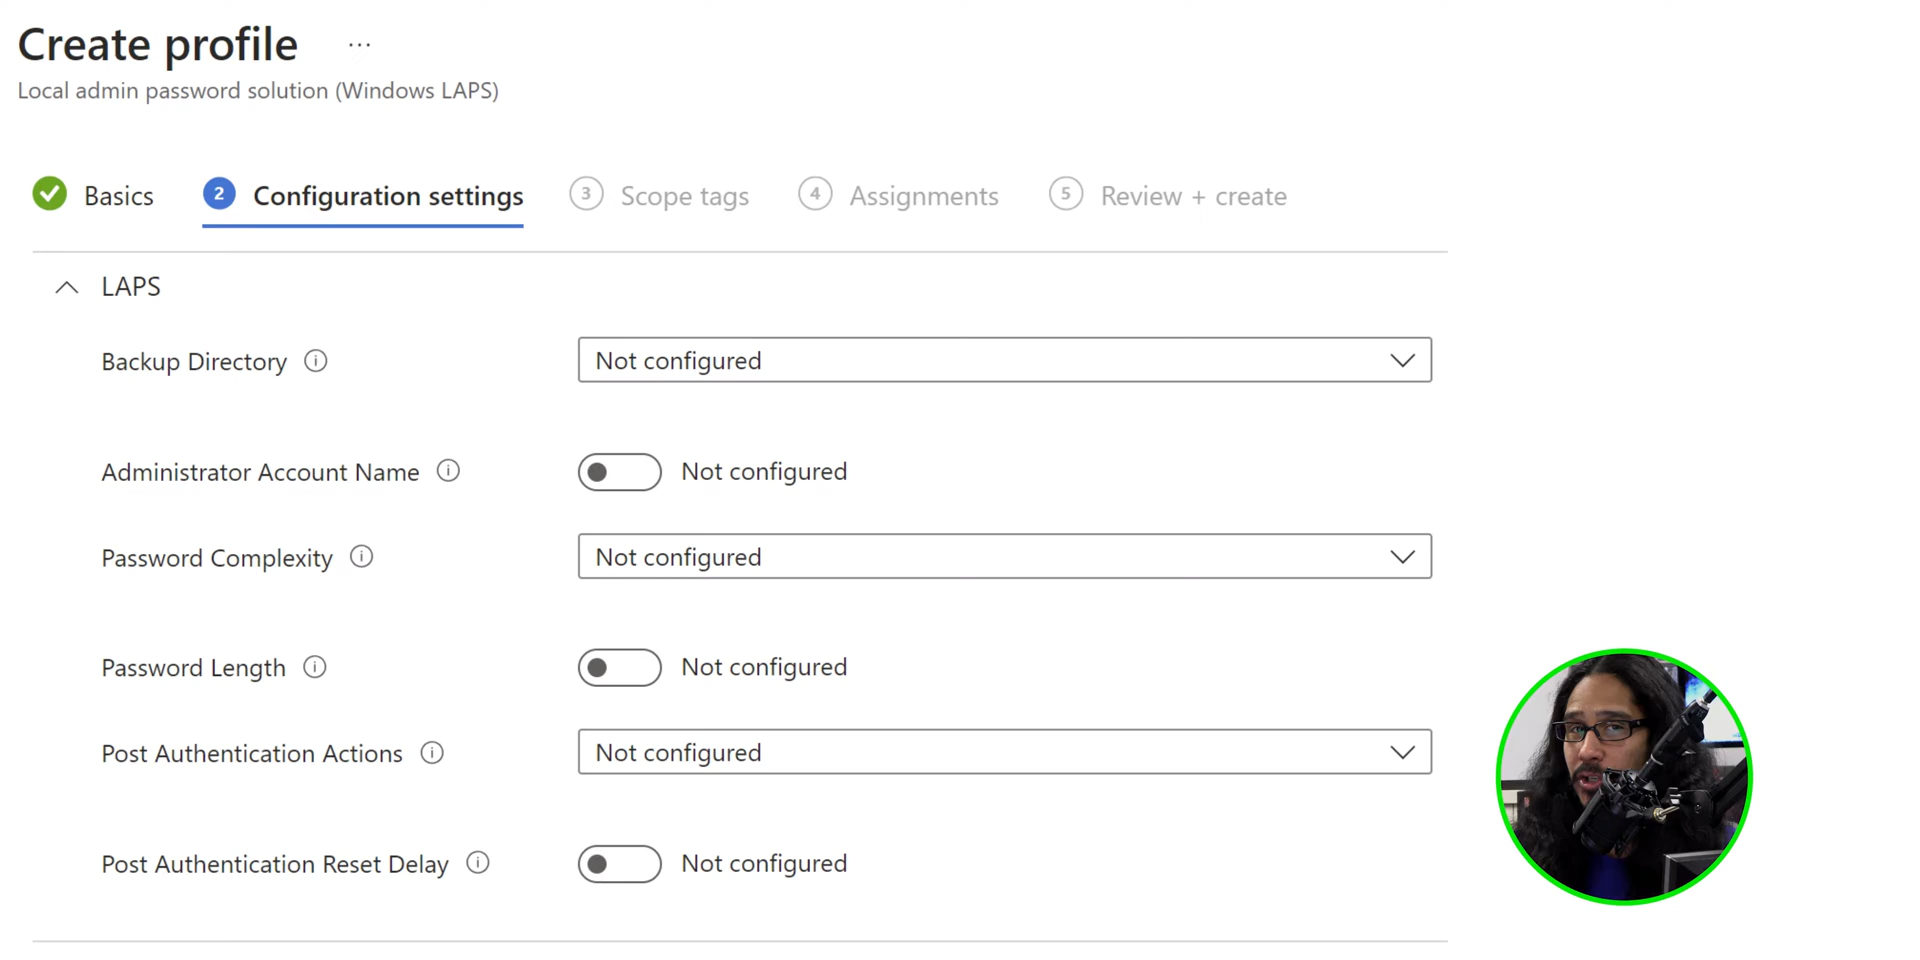 Create profile ...
Local admin password solution (Windows LAPS)
Basics 2 Configuration settings 3 Scope tags 4 Assignments 5 Review + create
LAPS
Backup Directory Not configured
Administrator Account Name Not configured
Password Complexity Not configured
Password Length Not configured
Post Authentication Actions Not configured
Post Authentication Reset Delay Not configured